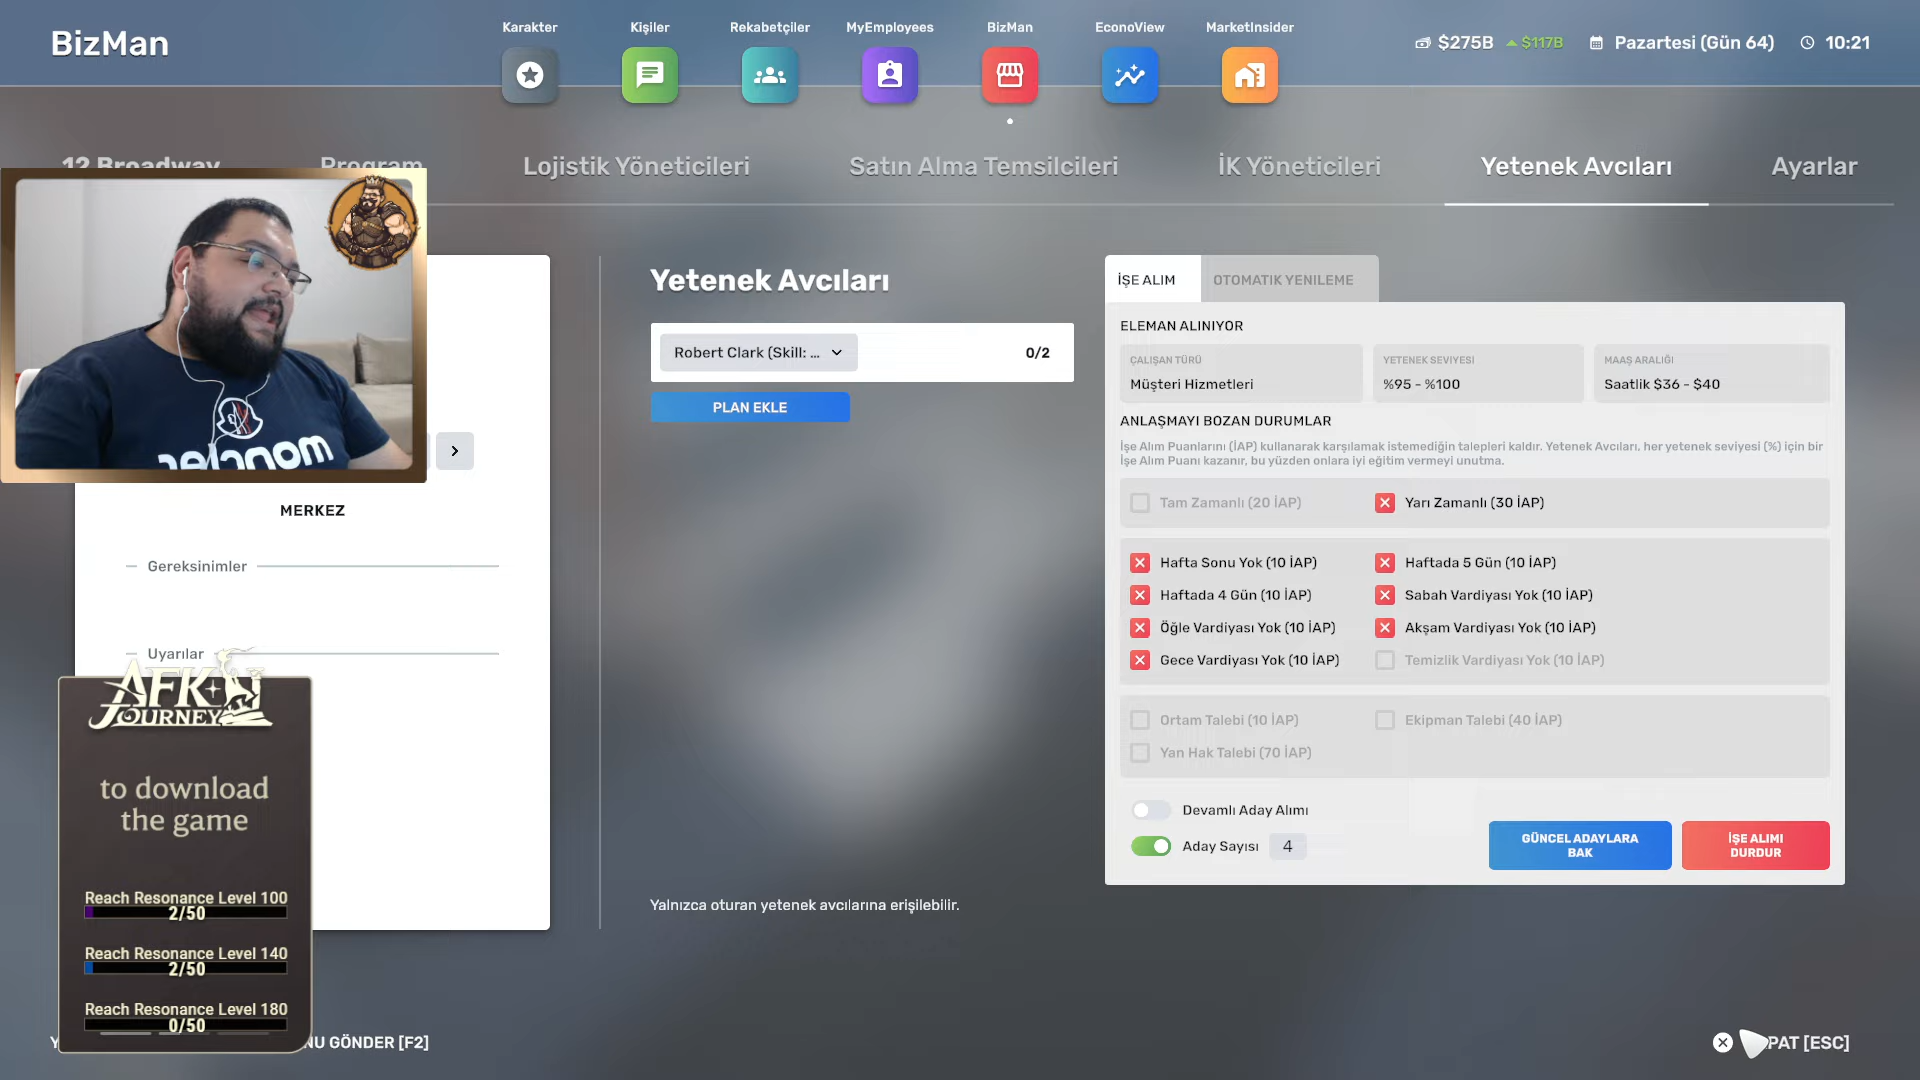 BizMan
Karakter
Kişiler
Rekabetçiler
MyEmployees
BizMan
EconoView
MarketInsider
$275B
$117B
Pazartesi (Gün 64)
10:21
12 Broadway
Program
Lojistik Yöneticileri
Satın Alma Temsilcileri
İK Yöneticileri
Yetenek Avcıları
Ayarlar
MERKEZ
Gereksinimler
Uyarılar
Yetenek Avcıları
Robert Clark (Skill: ...
0/2
PLAN EKLE
Yalnızca oturan yetenek avcılarına erişilebilir.
İŞE ALIM
OTOMATIK YENILEME
ELEMAN ALINIYOR
ÇALIŞAN TÜRÜ
Müşteri Hizmetleri
YETENEK SEVIYESI
%95 - %100
MAAŞ ARALIĞI
Saatlik $36 - $40
ANLAŞMAYI BOZAN DURUMLAR
İşe Alım Puanlarını (İAP) kullanarak karşılamak istemediğin talepleri kaldır. Yetenek Avcıları, her yetenek seviyesi (%) için bir
İşe Alım Puanı kazanır, bu yüzden onlara iyi eğitim vermeyi unutma.
Tam Zamanlı (20 İAP)
Yarı Zamanlı (30 İAP)
Hafta Sonu Yok (10 İAP)
Haftada 5 Gün (10 İAP)
Haftada 4 Gün (10 İAP)
Sabah Vardiyası Yok (10 İAP)
Öğle Vardiyası Yok (10 İAP)
Akşam Vardiyası Yok (10 İAP)
Gece Vardiyası Yok (10 İAP)
Temizlik Vardiyası Yok (10 İAP)
Ortam Talebi (10 İAP)
Ekipman Talebi (40 İAP)
Yan Hak Talebi (70 İAP)
Devamlı Aday Alımı
Aday Sayısı
4
GÜNCEL ADAYLARA
BAK
İŞE ALIMI
DURDUR
AFK
JOURNEY
to download
the game
Reach Resonance Level 100
2/50
Reach Resonance Level 140
2/50
Reach Resonance Level 180
0/50
NU GÖNDER [F2]
PAT [ESC]